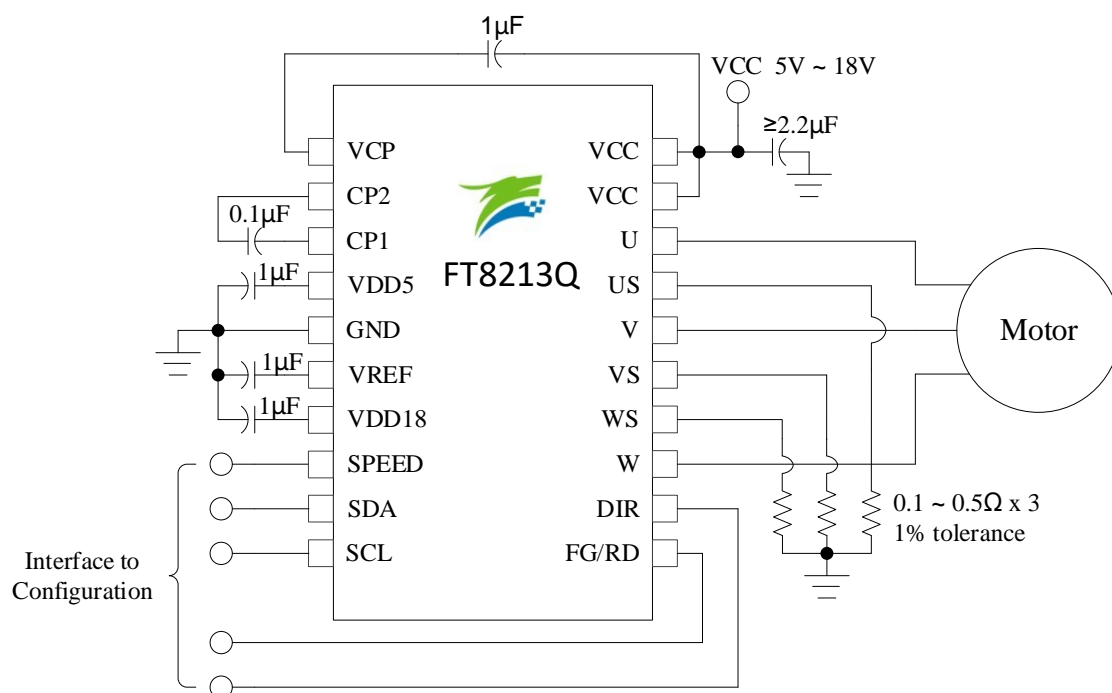 1µF
VCC 5V ~ 18V
≥2.2µF
VCP
VCC
CP2
VCC
0.1µF
CP1
U
1µF
VDD5
FT8213Q
US
GND
V
Motor
1µF
VREF
VS
1µF
VDD18
WS
SPEED
W
SDA
DIR
0.1 ~ 0.5Ω x 3
1% tolerance
SCL
FG/RD
Interface to
Configuration